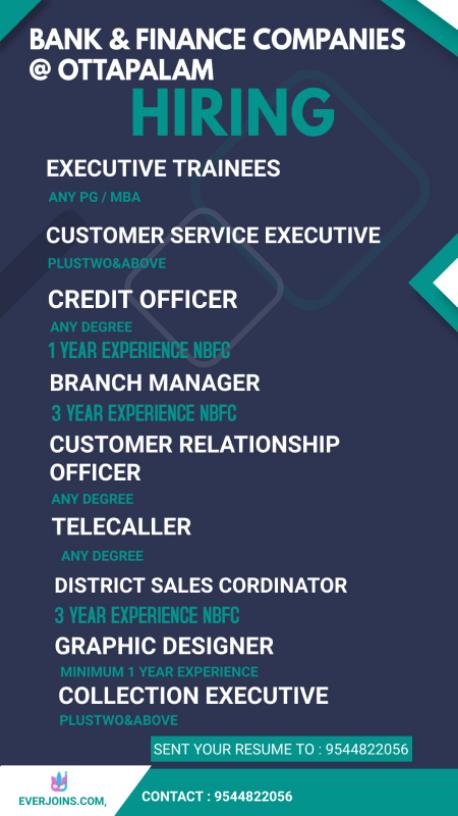 BANK & FINANCE COMPANIES
@ OTTAPALAM
HIRING
EXECUTIVE TRAINEES
ANY PG / MBA
CUSTOMER SERVICE EXECUTIVE
PLUSTWO&ABOVE
CREDIT OFFICER
ANY DEGREE
1 YEAR EXPERIENCE NBFC
BRANCH MANAGER
3 YEAR EXPERIENCE NBFC
CUSTOMER RELATIONSHIP
OFFICER
ANY DEGREE
TELECALLER
ANY DEGREE
DISTRICT SALES CORDINATOR
3 YEAR EXPERIENCE NBFC
GRAPHIC DESIGNER
MINIMUM 1 YEAR EXPERIENCE
COLLECTION EXECUTIVE
PLUSTWO&ABOVE
SENT YOUR RESUME TO : 9544822056
EVERJOINS.COM,
CONTACT : 9544822056